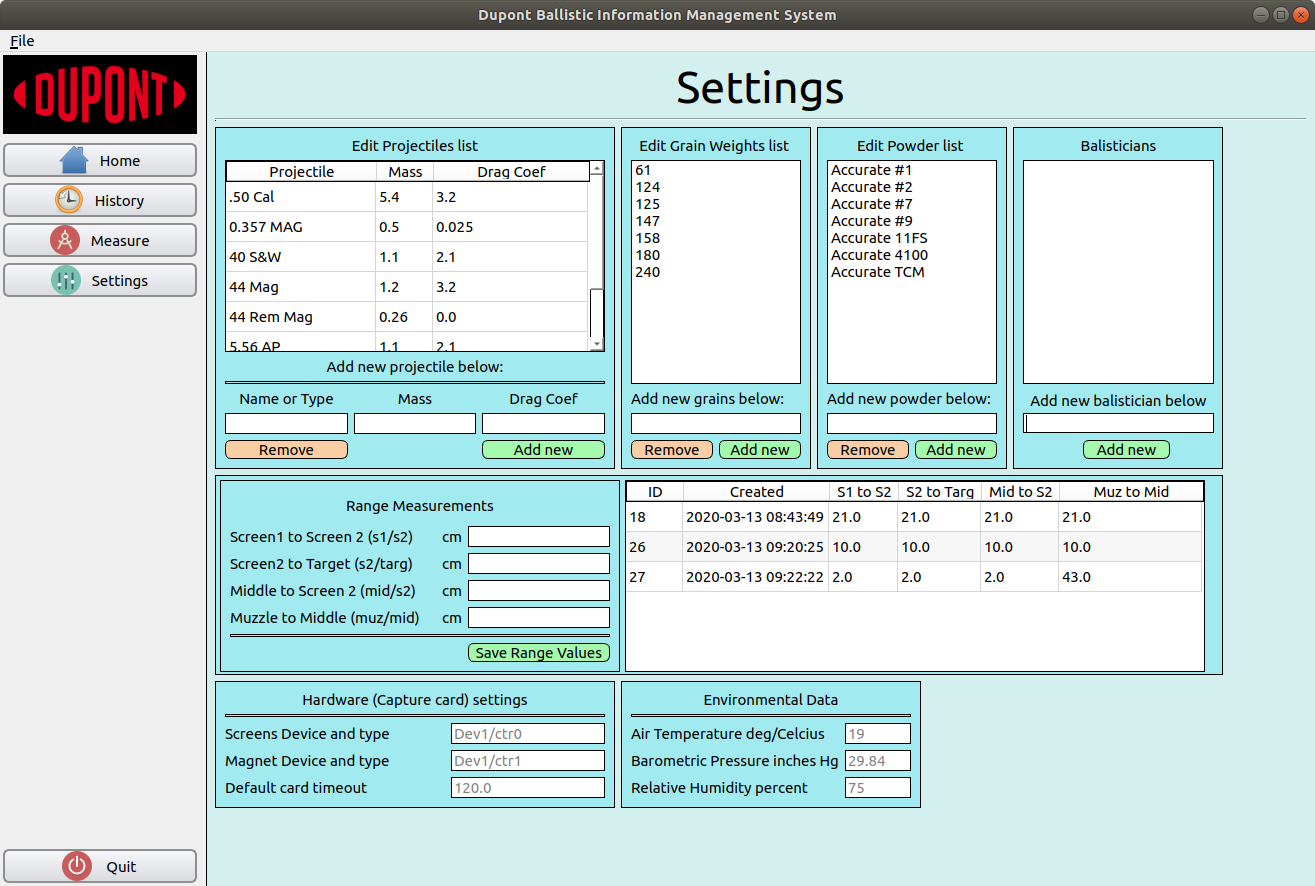 Dupont Ballistic Information Management System
File
DUPONT
Home
History
Measure
Settings
Quit
Settings
Edit Projectiles list
Projectile Mass Drag Coef
.50 Cal 5.4 3.2
0.357 MAG 0.5 0.025
40 S&W 1.1 2.1
44 Mag 1.2 3.2
44 Rem Mag 0.26 0.0
5.56 AP 1.1 2.1
Add new projectile below:
Name or Type Mass Drag Coef
Remove Add new
Edit Grain Weights list
61
124
125
147
158
180
240
Add new grains below:
Remove Add new
Edit Powder list
Accurate #1
Accurate #2
Accurate #7
Accurate #9
Accurate 11FS
Accurate 4100
Accurate TCM
Add new powder below:
Remove Add new
Balisticians
Add new balistician below
Add new
Range Measurements
Screen1 to Screen 2 (s1/s2) cm
Screen2 to Target (s2/targ) cm
Middle to Screen 2 (mid/s2) cm
Muzzle to Middle (muz/mid) cm
Save Range Values
ID Created S1 to S2 S2 to Targ Mid to S2 Muz to Mid
18 2020-03-13 08:43:49 21.0 21.0 21.0 21.0
26 2020-03-13 09:20:25 10.0 10.0 10.0 10.0
27 2020-03-13 09:22:22 2.0 2.0 2.0 43.0
Hardware (Capture card) settings
Screens Device and type Dev1/ctr0
Magnet Device and type Dev1/ctr1
Default card timeout 120.0
Environmental Data
Air Temperature deg/Celcius 19
Barometric Pressure inches Hg 29.84
Relative Humidity percent 75